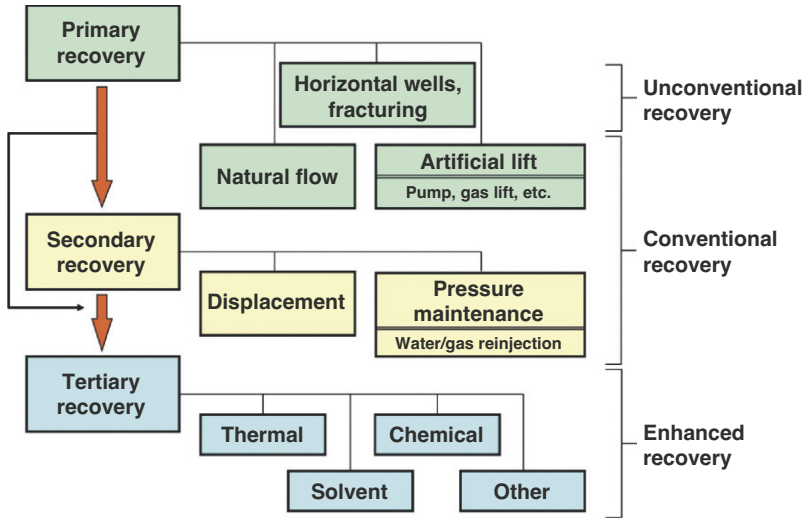 Primary
recovery
Horizontal wells,
fracturing
Unconventional
recovery
Natural flow
Artificial lift
Pump, gas lift, etc.
Secondary
recovery
Displacement
Pressure
maintenance
Water/gas reinjection
Conventional
recovery
Tertiary
recovery
Thermal
Chemical
Solvent
Other
Enhanced
recovery